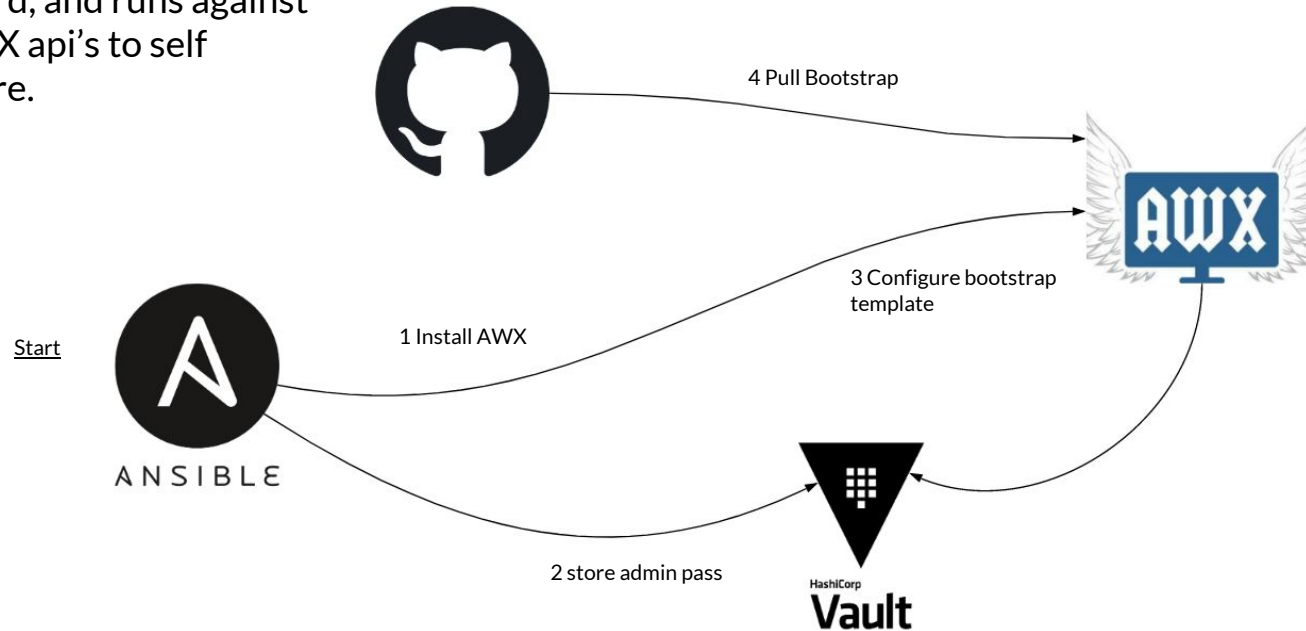 X api's to self
4 Pull Bootstrap
AWX
3 Configure bootstrap
template
1 Install AWX
Start
ANSIBLE
2 store admin pass
HashiCorp
Vault